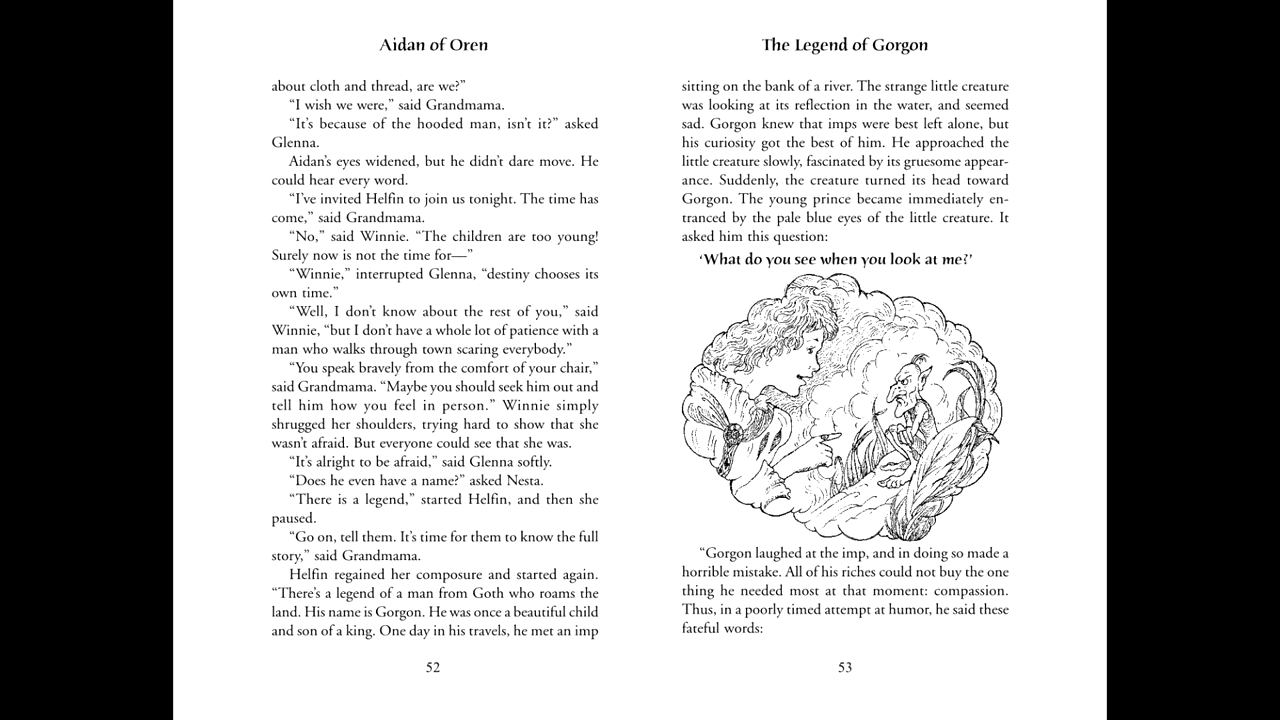 Aidan of Oren
about cloth and thread, are we?”
“I wish we were,” said Grandmama.
“It’s because of the hooded man, isn’t it?” asked
Glenna.
Aidan’s eyes widened, but he didn’t dare move. He
could hear every word.
“I’ve invited Helfin to join us tonight. The time has
come,” said Grandmama.
“No,” said Winnie. “The children are too young!
Surely now is not the time for—”
“Winnie,” interrupted Glenna, “destiny chooses its
own time.”
“Well, I don’t know about the rest of you,” said
Winnie, “but I don’t have a whole lot of patience with a
man who walks through town scaring everybody.”
“You speak bravely from the comfort of your chair,”
said Grandmama. “Maybe you should seek him out and
tell him how you feel in person.” Winnie simply
shrugged her shoulders, trying hard to show that she
wasn’t afraid. But everyone could see that she was.
“It’s alright to be afraid,” said Glenna softly.
“Does he even have a name?” asked Nesta.
“There is a legend,” started Helfin, and then she
paused.
“Go on, tell them. It’s time for them to know the full
story,” said Grandmama.
Helfin regained her composure and started again.
“There’s a legend of a man from Goth who roams the
land. His name is Gorgon. He was once a beautiful child
and son of a king. One day in his travels, he met an imp
52
The Legend of Gorgon
sitting on the bank of a river. The strange little creature
was looking at its reflection in the water, and seemed
sad. Gorgon knew that imps were best left alone, but
his curiosity got the best of him. He approached the
little creature slowly, fascinated by its gruesome appear-
ance. Suddenly, the creature turned its head toward
Gorgon. The young prince became immediately en-
tranced by the pale blue eyes of the little creature. It
asked him this question:
‘What do you see when you look at me?’
“Gorgon laughed at the imp, and in doing so made a
horrible mistake. All of his riches could not buy the one
thing he needed most at that moment: compassion.
Thus, in a poorly timed attempt at humor, he said these
fateful words:
53